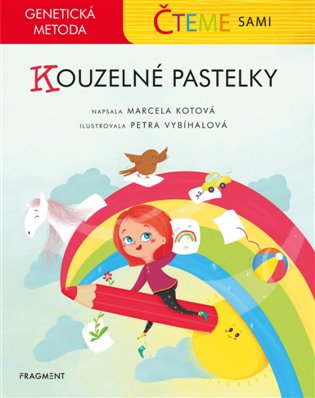 GENETICKÁ
METODA
ČTEME SAMI
KOUZELNÉ PASTELKY
NAPSALA MARCELA KOTOVÁ
ILUSTROVALA PETRA VYBÍHALOVÁ
FRAGMENT